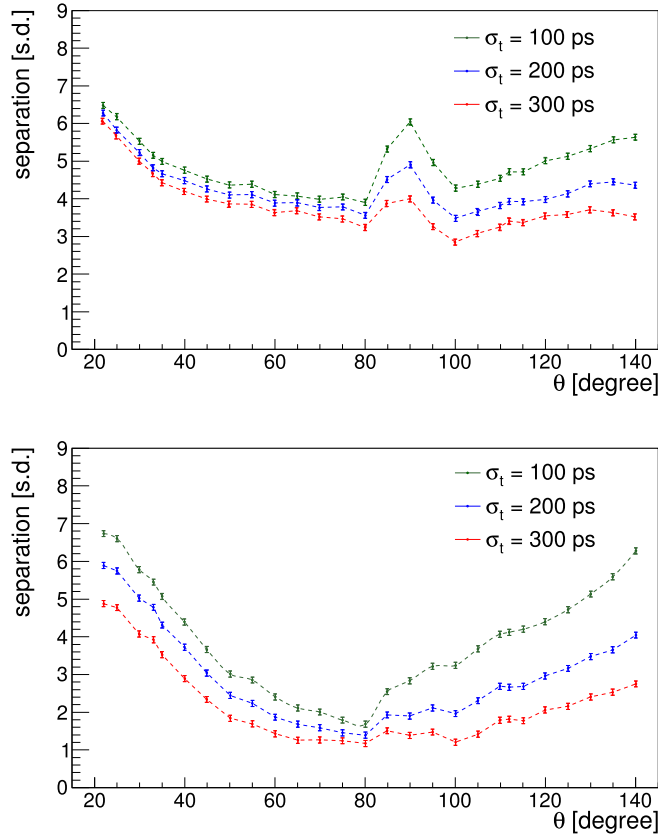 separation [s.d.]
9
8
7
6
5
4
3
2
1
0
σt = 100 ps
σt = 200 ps
σt = 300 ps
20 40 60 80 100 120 140
θ [degree]
separation [s.d.]
9
8
7
6
5
4
3
2
1
0
σt = 100 ps
σt = 200 ps
σt = 300 ps
20 40 60 80 100 120 140
θ [degree]